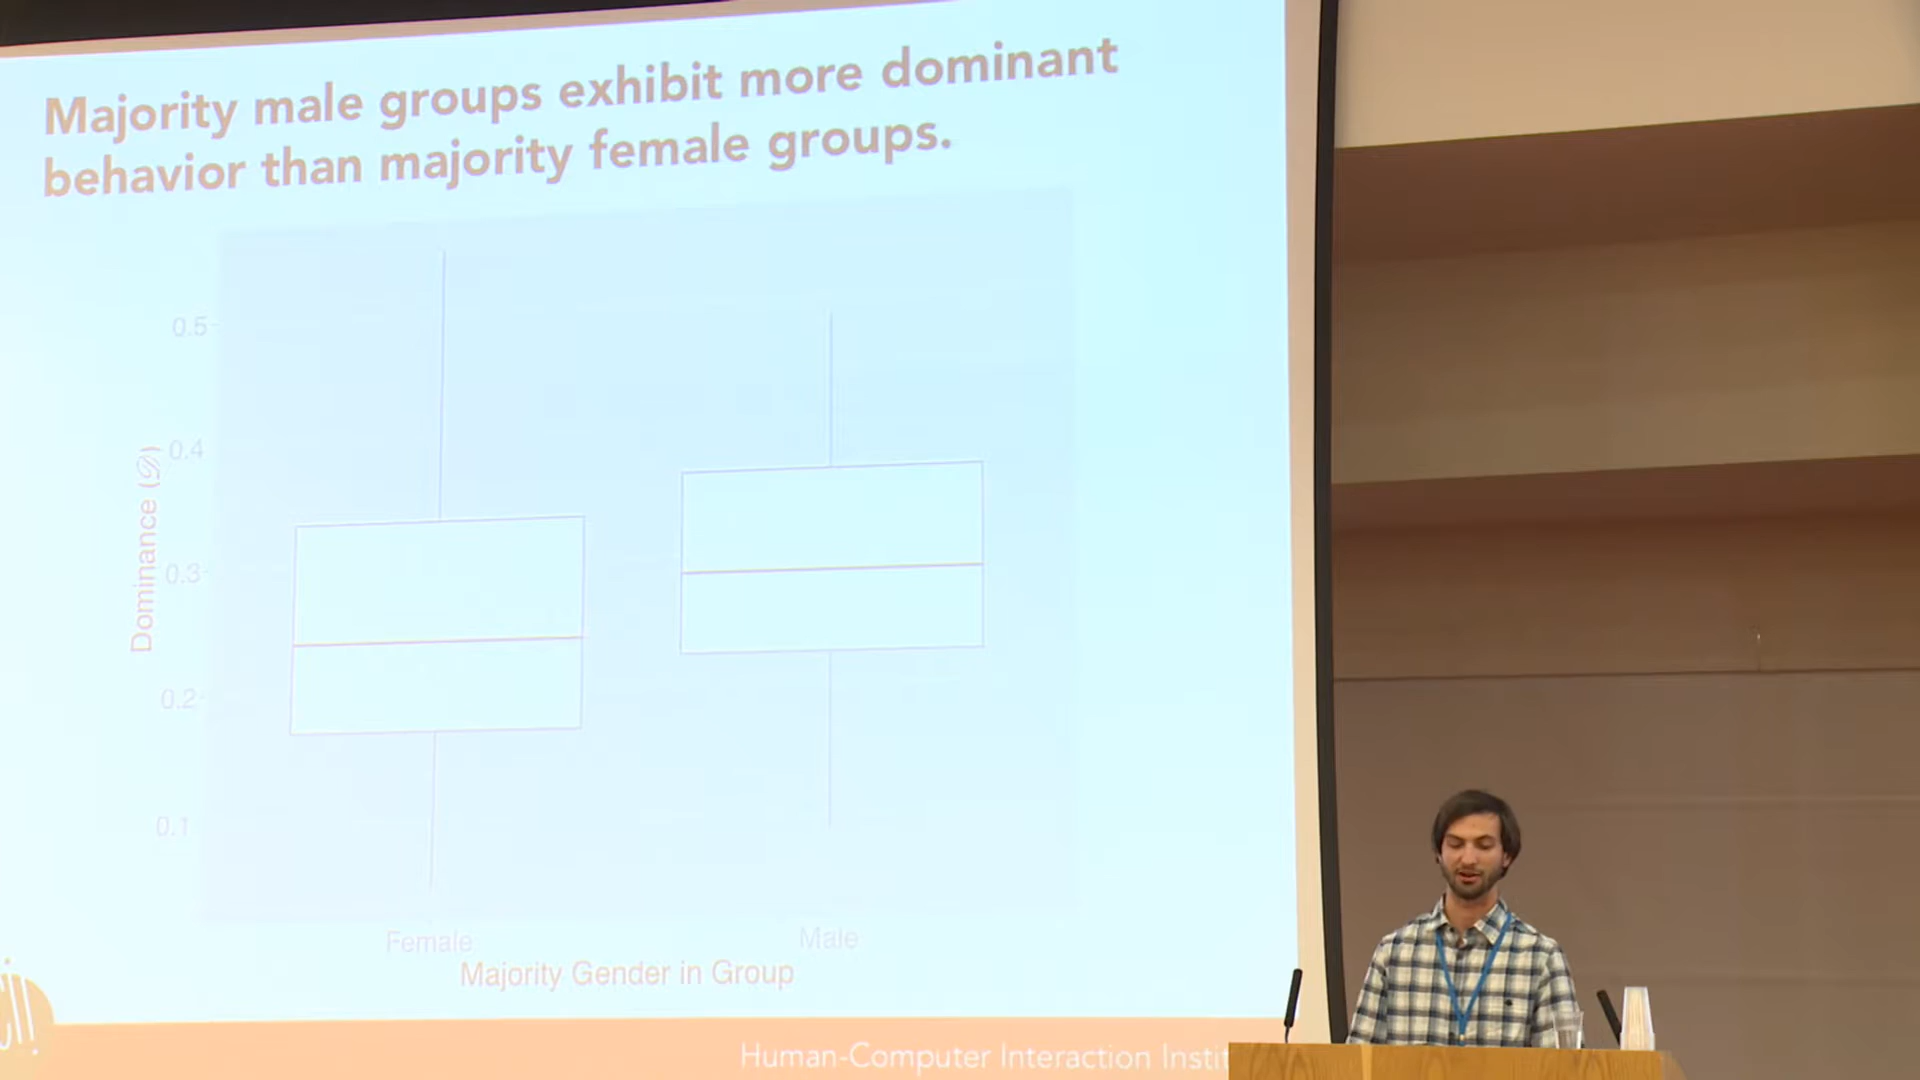 Majority male groups exhibit more dominant
behavior than majority female groups.
0.5
0.4
0.3
0.2
0.1
Dominance (𝒟)
Female
Male
Majority Gender in Group
Human-Computer Interaction Instit